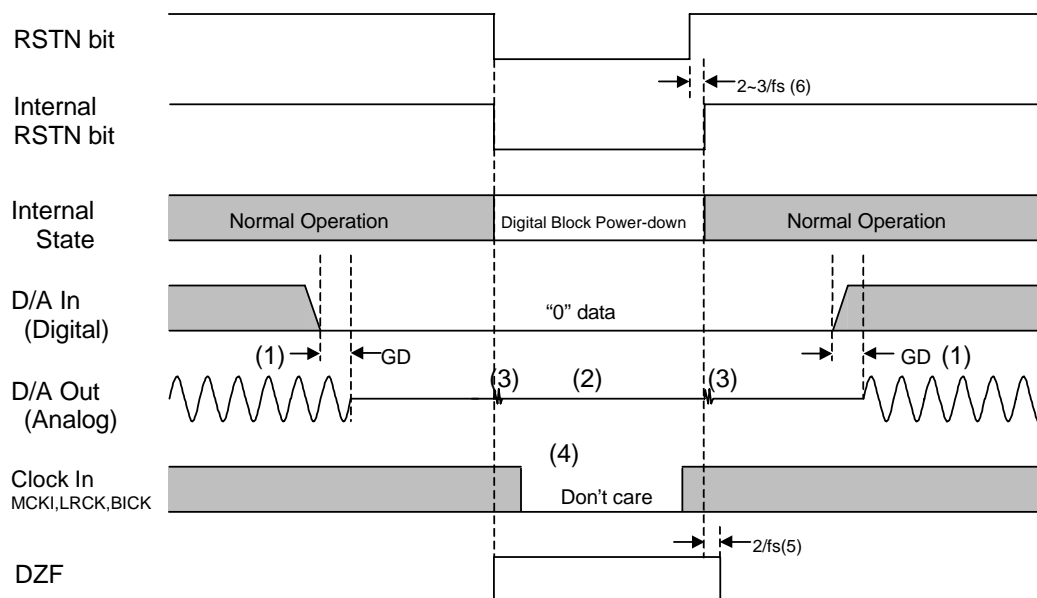 RSTN bit
2~3/fs (6)
Internal
RSTN bit
Internal
State
Normal Operation
Digital Block Power-down
Normal Operation
D/A In
(Digital)
“0” data
(1)
GD
GD (1)
D/A Out
(Analog)
(3)
(2)
(3)
(4)
Clock In
MCKI,LRCK,BICK
Don’t care
2/fs(5)
DZF